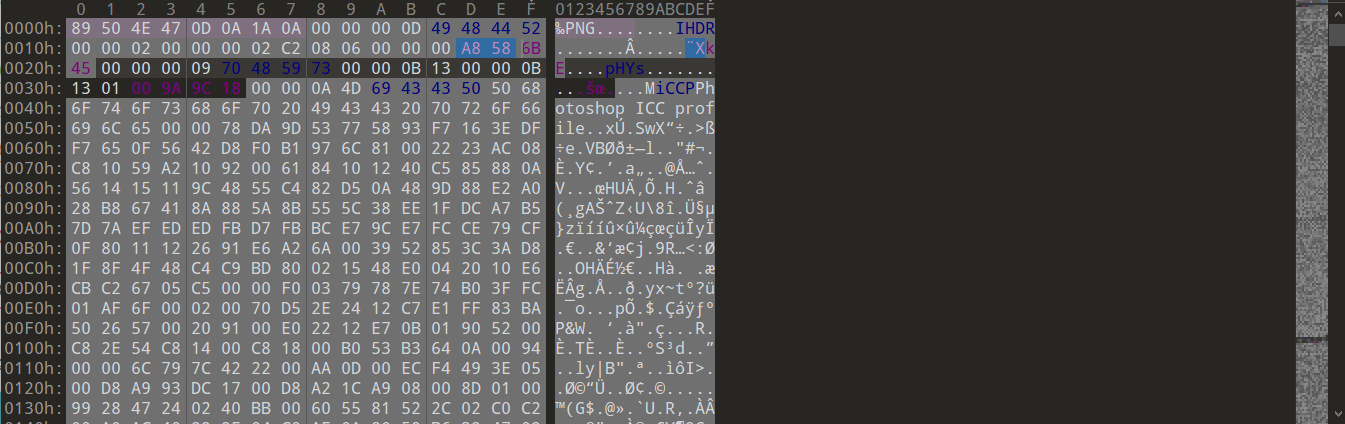 0 1 2 3 4 5 6 7 8 9 A B C D E F 0123456789ABCDEF
0000h: 89 50 4E 47 0D 0A 1A 0A 00 00 00 0D 49 48 44 52 ‰PNG........IHDR
0010h: 00 00 02 00 00 00 02 C2 08 06 00 00 00 A8 58 6B .......Â.....¨Xk
0020h: 45 00 00 00 09 70 48 59 73 00 00 0B 13 00 00 0B E....pHYs.......
0030h: 13 01 00 9A 9C 18 00 00 0A 4D 69 43 43 50 50 68 ...šœ....MiCCPPh
0040h: 6F 74 6F 73 68 6F 70 20 49 43 43 20 70 72 6F 66 otoshop ICC prof
0050h: 69 6C 65 00 00 78 DA 9D 53 77 58 93 F7 16 3E DF ile..xÚ.SwX“÷.>ß
0060h: F7 65 0F 56 42 D8 F0 B1 97 6C 81 00 22 23 AC 08 ÷e.VBØð±—l.."#¬.
0070h: C8 10 59 A2 10 92 00 61 84 10 12 40 C5 85 88 0A È.Y¢.’.a„..@Å…ˆ.
0080h: 56 14 15 11 9C 48 55 C4 82 D5 0A 48 9D 88 E2 A0 V...œHUÄ‚Õ.H.ˆâ
0090h: 28 B8 67 41 8A 88 5A 8B 55 5C 38 EE 1F DC A7 B5 (¸gAŠˆZ‹U\8î.Ü§µ
00A0h: 7D 7A EF ED ED FB D7 FB BC E7 9C E7 FC CE 79 CF }zïííû×û¼çœçüÎyÏ
00B0h: 0F 80 11 12 26 91 E6 A2 6A 00 39 52 85 3C 3A D8 .€..&‘æ¢j.9R…<:Ø
00C0h: 1F 8F 4F 48 C4 C9 BD 80 02 15 48 E0 04 20 10 E6 ..OHÄÉ½€..Hà. .æ
00D0h: CB C2 67 05 C5 00 00 F0 03 79 78 7E 74 B0 3F FC ËÂg.Å..ð.yx~t°?ü
00E0h: 01 AF 6F 00 02 00 70 D5 2E 24 12 C7 E1 FF 83 BA .¯o...pÕ.$.Çáÿƒº
00F0h: 50 26 57 00 20 91 00 E0 22 12 E7 0B 01 90 52 00 P&W. ‘.à".ç...R.
0100h: C8 2E 54 C8 14 00 C8 18 00 B0 53 B3 64 0A 00 94 È.TÈ..È..°S³d..”
0110h: 00 00 6C 79 7C 42 22 00 AA 0D 00 EC F4 49 3E 05 ..ly|B".ª..ìôI>.
0120h: 00 D8 A9 93 DC 17 00 D8 A2 1C A9 08 00 8D 01 00 .Ø©“Ü..Ø¢.©.....
0130h: 99 28 47 24 02 40 BB 00 60 55 81 52 2C 02 C0 C2 ™(G$.@».`U.R,.ÀÂ